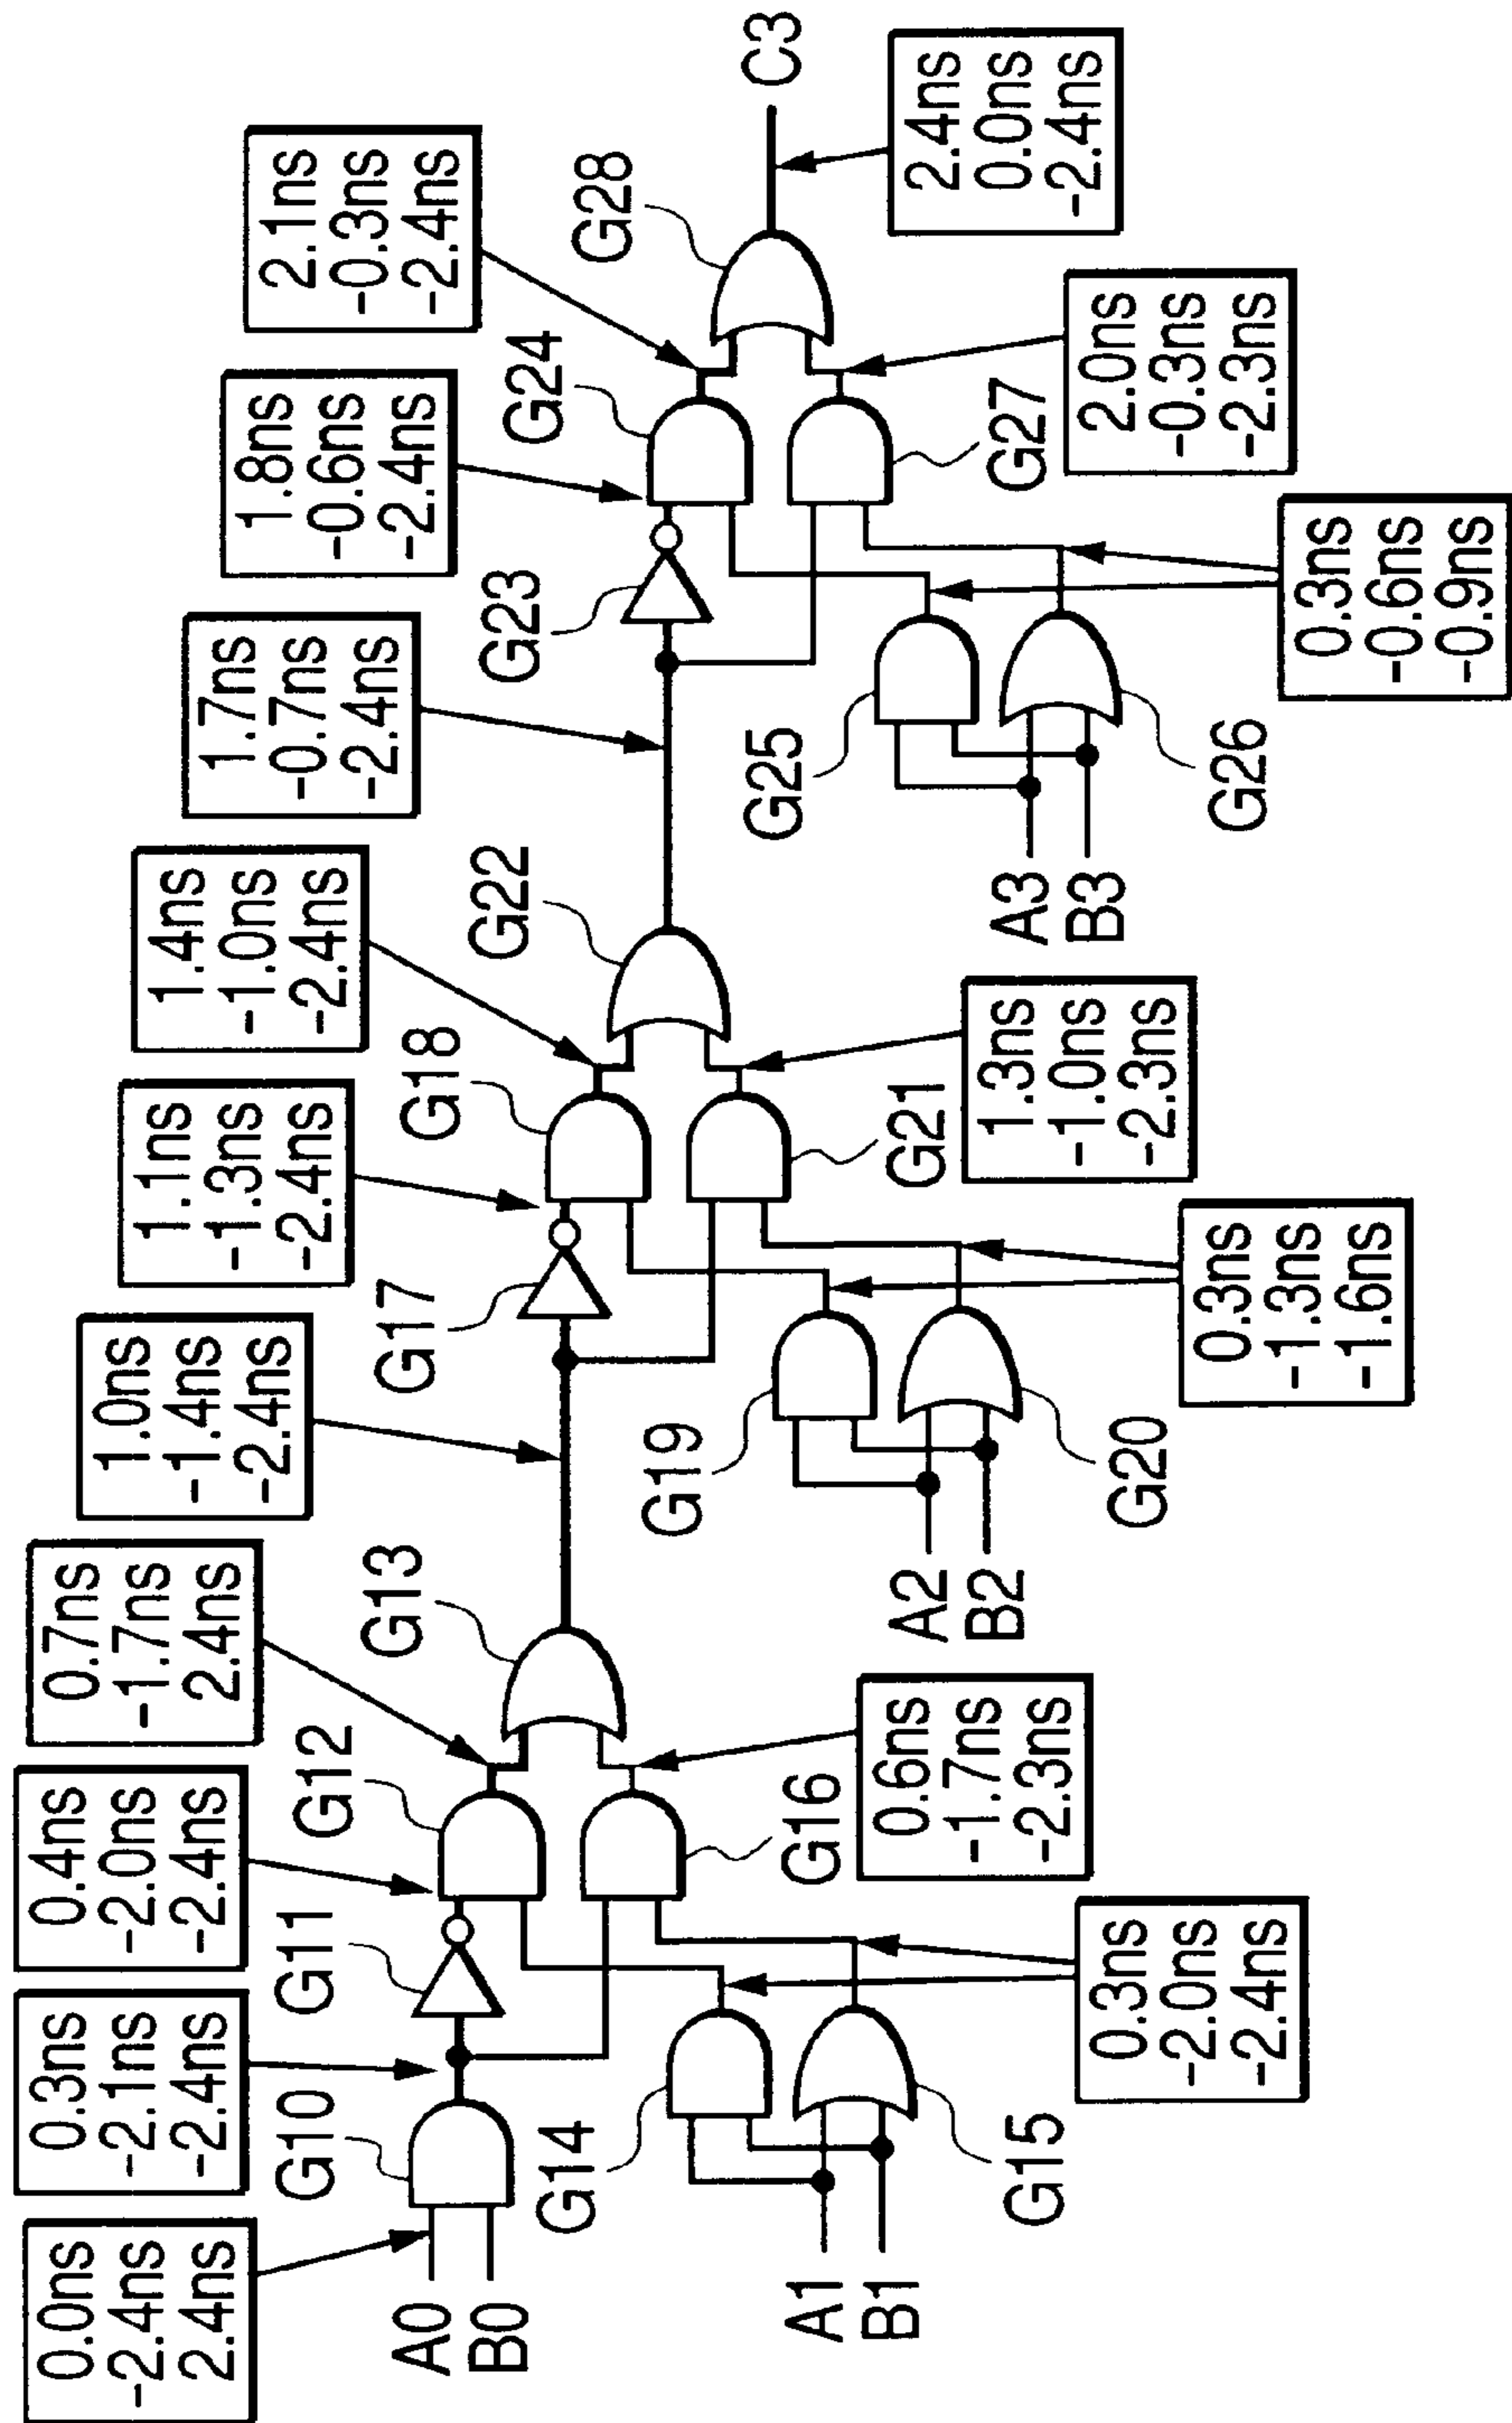 0.0ns
-2.4ns
2.4ns
0.3ns
-2.1ns
-2.4ns
0.4ns
-2.0ns
-2.4ns
0.7ns
-1.7ns
2.4ns
1.0ns
-1.4ns
-2.4ns
1.1ns
-1.3ns
-2.4ns
1.4ns
-1.0ns
-2.4ns
1.7ns
-0.7ns
-2.4ns
1.8ns
-0.6ns
-2.4ns
2.1ns
-0.3ns
-2.4ns
A0
B0
G10
G11
G12
G13
G17
G18
G22
G23
G24
G28
C3
2.4ns
0.0ns
-2.4ns
A1
B1
G14
G15
G16
0.6ns
-1.7ns
-2.3ns
0.3ns
-2.0ns
-2.4ns
A2
B2
G19
G20
G21
1.3ns
-1.0ns
-2.3ns
0.3ns
-1.3ns
-1.6ns
A3
B3
G25
G26
G27
2.0ns
-0.3ns
-2.3ns
0.3ns
-0.6ns
-0.9ns